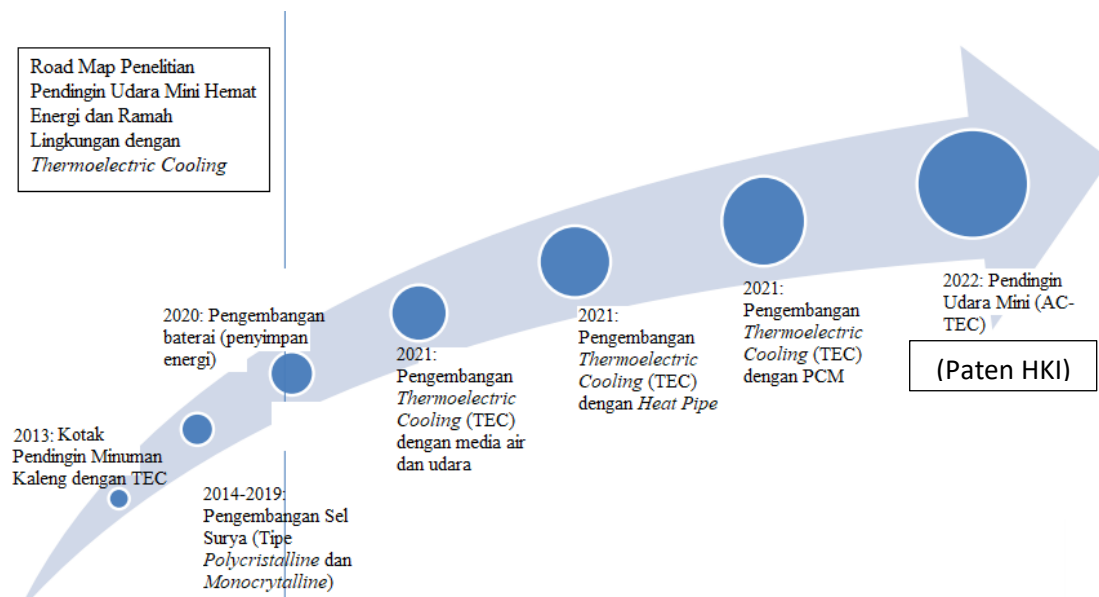 Road Map Penelitian
Pendingin Udara Mini Hemat
Energi dan Ramah
Lingkungan dengan
Thermoelectric Cooling
2013: Kotak
Pendingin Minuman
Kaleng dengan TEC
2014-2019:
Pengembangan Sel
Surya (Tipe
Polycristalline dan
Monocrytalline)
2020: Pengembangan
baterai (penyimpan
energi)
2021:
Pengembangan
Thermoelectric
Cooling (TEC)
dengan media air
dan udara
2021:
Pengembangan
Thermoelectric
Cooling (TEC)
dengan Heat Pipe
2021:
Pengembangan
Thermoelectric
Cooling (TEC)
dengan PCM
2022: Pendingin
Udara Mini (AC-
TEC)
(Paten HKI)